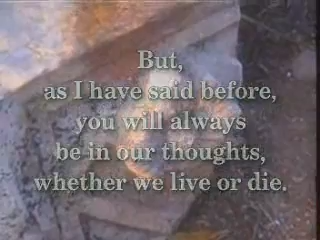 But,
as I have said before,
you will always
be in our thoughts,
whether we live or die.